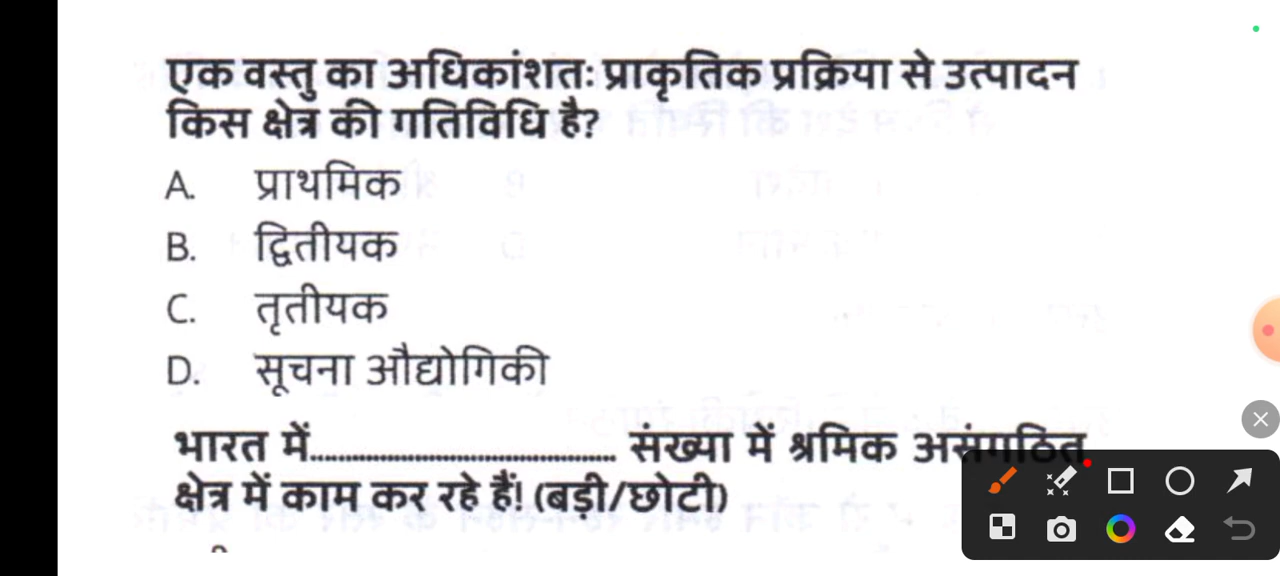 एक वस्तु का अधिकांशतः प्राकृतिक प्रक्रिया से उत्पादन
किस क्षेत्र की गतिविधि है?
A. प्राथमिक
B. द्वितीयक
C. तृतीयक
D. सूचना औद्योगिकी
भारत में.................................... संख्या में श्रमिक असंगठित
क्षेत्र में काम कर रहे हैं! (बड़ी/छोटी)